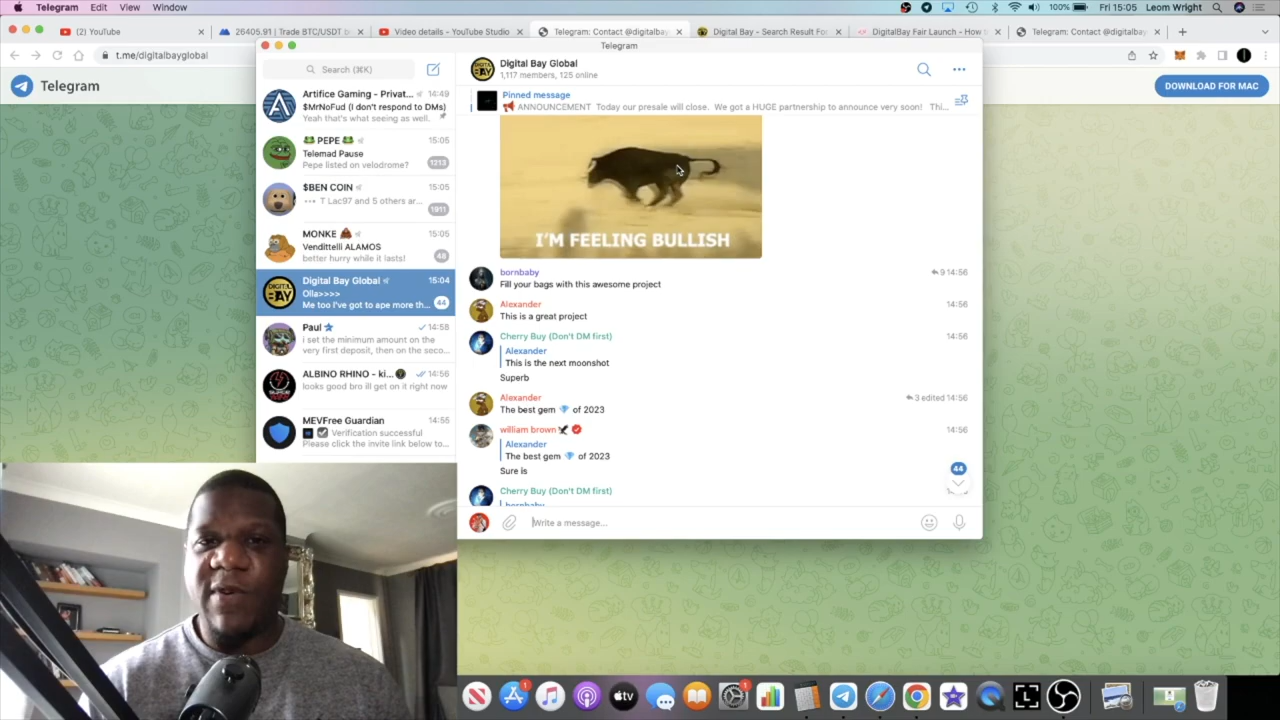 Telegram Edit View Window
100% Fri 15:05 Leom Wright
(2) YouTube
26405.91 | Trade BTC/USDT b
Video details - YouTube Studio
Telegram: Contact @digitalbay
Digital Bay - Search Result Fo
DigitalBay Fair Launch - How t
Telegram: Contact @digitalbay
t.me/digitalbayglobal
Telegram
DOWNLOAD FOR MAC
Telegram
Search (⌘K)
Artifice Gaming - Privat... 14:49
$MrNoFud (I don't respond to DMs)
Yeah that's what seeing as well.
🐸 PEPE 🐸 15:05
Telemad Pause
Pepe listed on velodrome? 1313
$BEN COIN 15:05
T Lac97 and 5 others ar... 1911
MONKE 15:05
Vendittelli ALAMOS
better hurry while it lasts! 48
Digital Bay Global 15:04
Olla>>>>
Me too I've got to ape more th... 44
Paul 14:58
i set the minimum amount on the
very first deposit, then on the seco...
ALBINO RHINO - ki... 14:56
looks good bro ill get on it right now
MEVFree Guardian 14:55
Verification successful
Please click the invite link below to...
Digital Bay Global
1,117 members, 125 online
Pinned message
📢 ANNOUNCEMENT Today our presale will close. We got a HUGE partnership to announce very soon! Thi...
I'M FEELING BULLISH
bornbaby 9 14:56
Fill your bags with this awesome project
Alexander 14:56
This is a great project
Cherry Buy (Don't DM first) 14:56
Alexander
This is the next moonshot
Superb
Alexander 3 edited 14:56
The best gem 💎 of 2023
william brown 14:56
Alexander
The best gem 💎 of 2023
Sure is
44
Cherry Buy (Don't DM first)
bornbaby
Write a message...
DIGITAL
BAY
tv